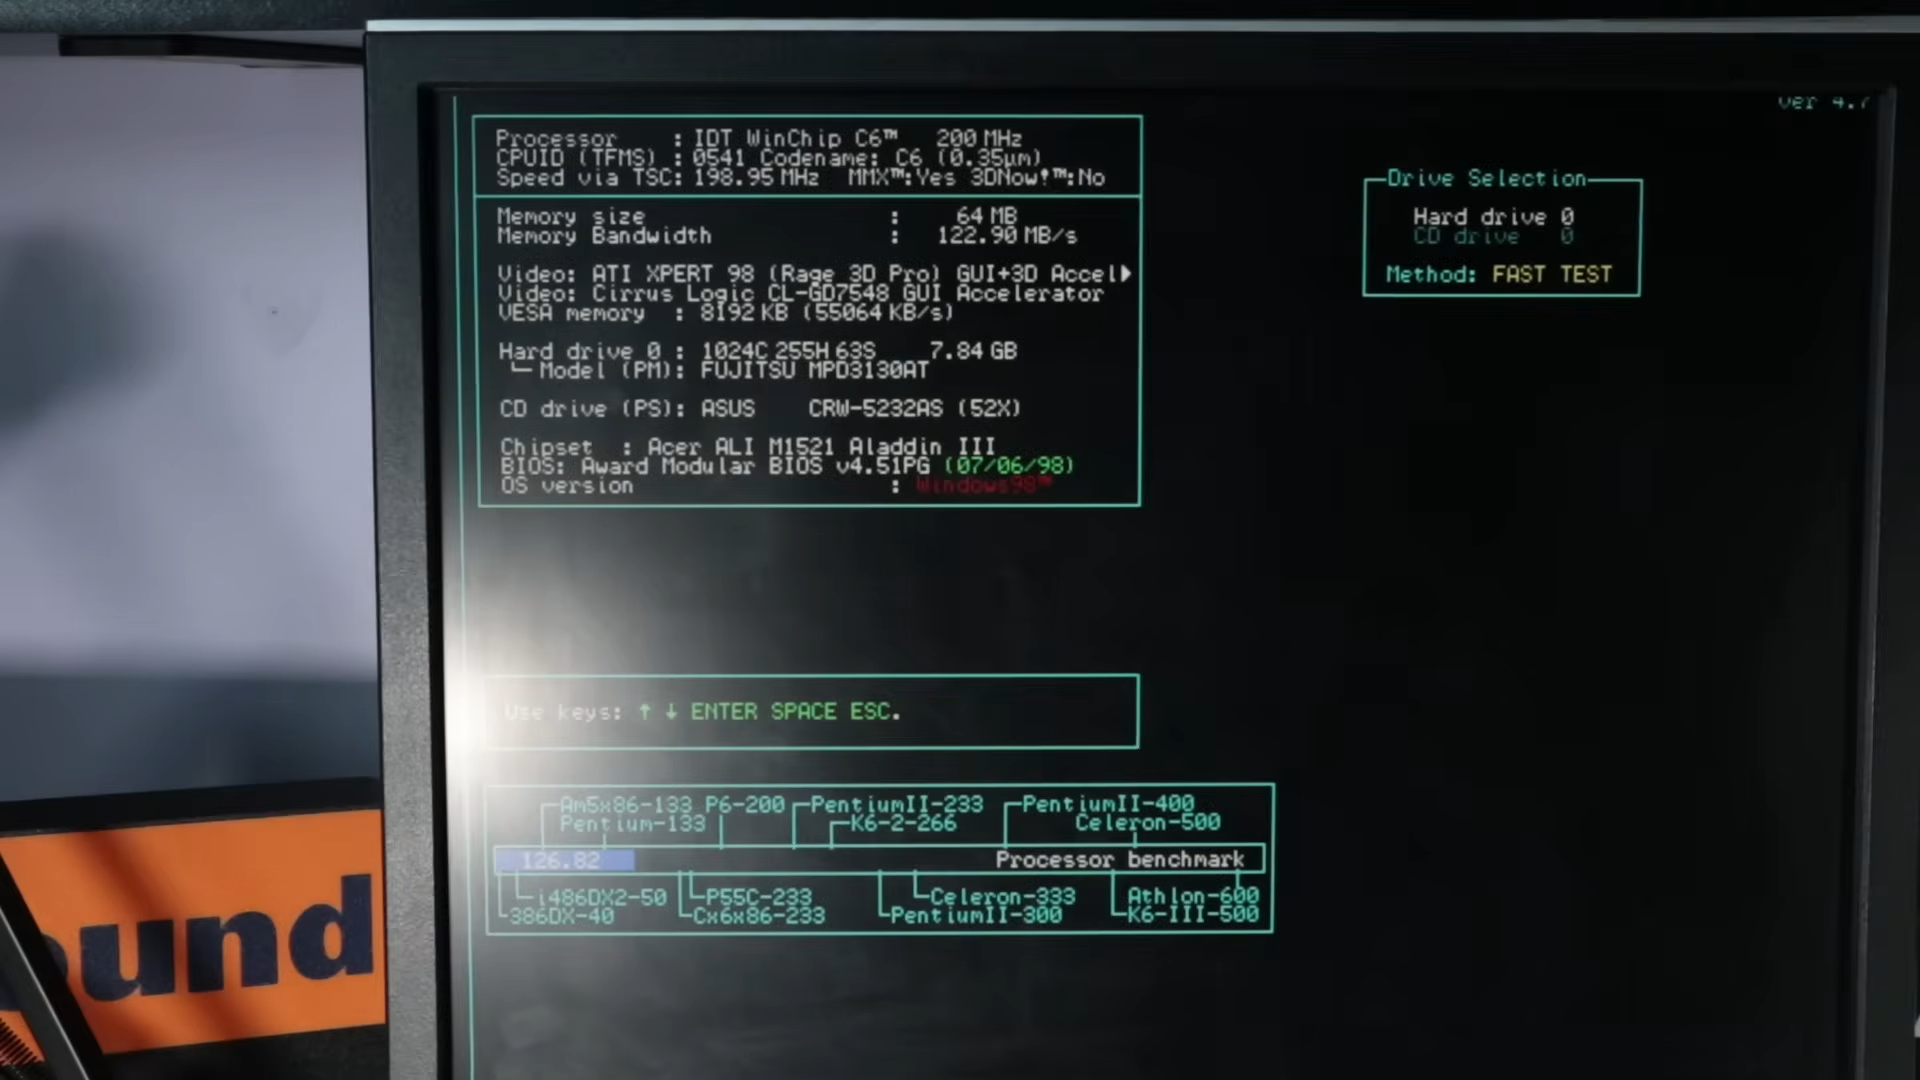 ver 4.7
Processor : IDT WinChip C6™ 200 MHz
CPUID (TFMS) : 0541 Codename: C6 (0.35µm)
Speed via TSC: 198.95 MHz MMX™:Yes 3DNow!™:No
Memory size : 64 MB
Memory Bandwidth : 122.90 MB/s
Video: ATI XPERT 98 (Rage 3D Pro) GUI+3D Accel▶
Video: Cirrus Logic CL-GD7548 GUI Accelerator
VESA memory : 8192 KB (55064 KB/s)
Hard drive 0 : 1024C 255H 63S 7.84 GB
Model (PM): FUJITSU MPD3130AT
CD drive (PS): ASUS CRW-5232AS (52X)
Chipset : Acer ALI M1521 Aladdin III
BIOS: Award Modular BIOS v4.51PG (07/06/98)
OS version : Windows98™
Drive Selection
Hard drive 0
CD drive 0
Method: FAST TEST
Use keys: ↑ ↓ ENTER SPACE ESC.
Am5x86-133 P6-200 PentiumII-233 PentiumII-400
Pentium-133 K6-2-266 Celeron-500
126.82 Processor benchmark
i486DX2-50 P55C-233 Celeron-333 Athlon-600
386DX-40 Cx6x86-233 PentiumII-300 K6-III-500
ound